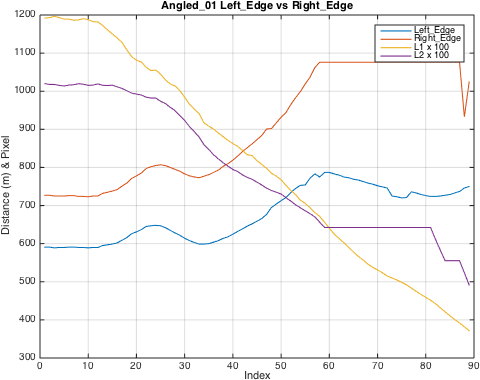 Angled_01 Left_Edge vs Right_Edge
Left_Edge
Right_Edge
L1 x 100
L2 x 100
Distance (m) & Pixel
1200
1100
1000
900
800
700
600
500
400
300
0 10 20 30 40 50 60 70 80 90
Index